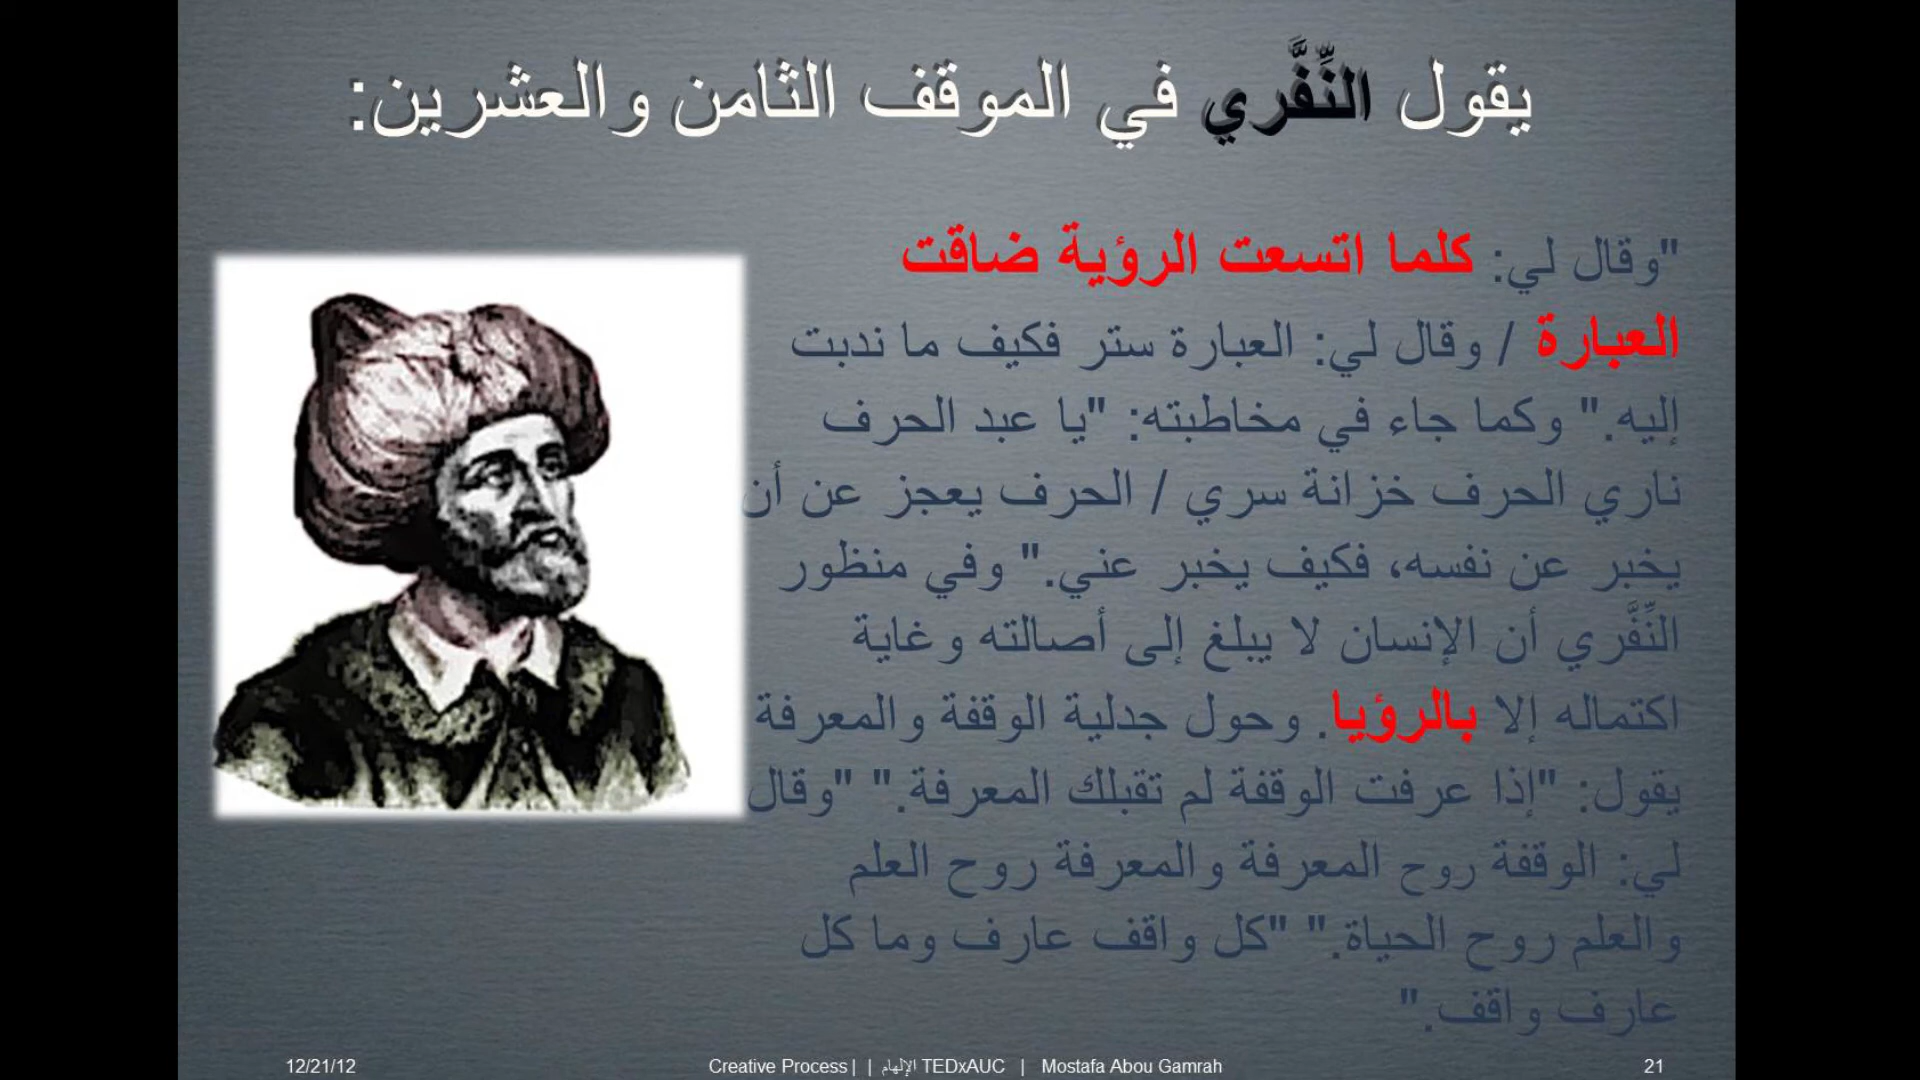 يقول النِّفَّري في الموقف الثامن والعشرين:
"وقال لي: كلما اتسعت الرؤية ضاقت
العبارة / وقال لي: العبارة ستر فكيف ما ندبت
إليه." وكما جاء في مخاطبته: "يا عبد الحرف
ناري الحرف خزانة سري / الحرف يعجز عن أن
يخبر عن نفسه، فكيف يخبر عني." وفي منظور
النِّفَّري أن الإنسان لا يبلغ إلى أصالته وغاية
اكتماله إلا بالرؤيا. وحول جدلية الوقفة والمعرفة
يقول: "إذا عرفت الوقفة لم تقبلك المعرفة." "وقال
لي: الوقفة روح المعرفة والمعرفة روح العلم
والعلم روح الحياة." "كل واقف عارف وما كل
عارف واقف."
12/21/12
Creative Process | | الإلهام TEDxAUC | Mostafa Abou Gamrah
21